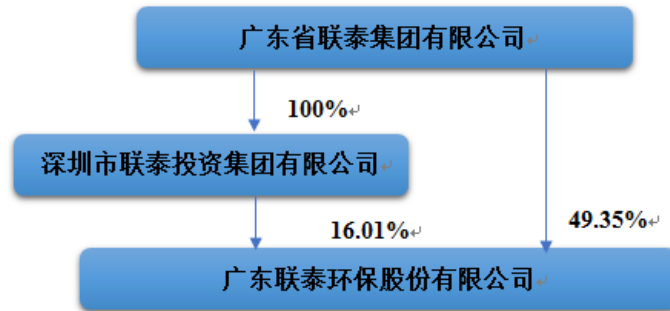 广东省联泰集团有限公司
100%
深圳市联泰投资集团有限公司
16.01%
49.35%
广东联泰环保股份有限公司